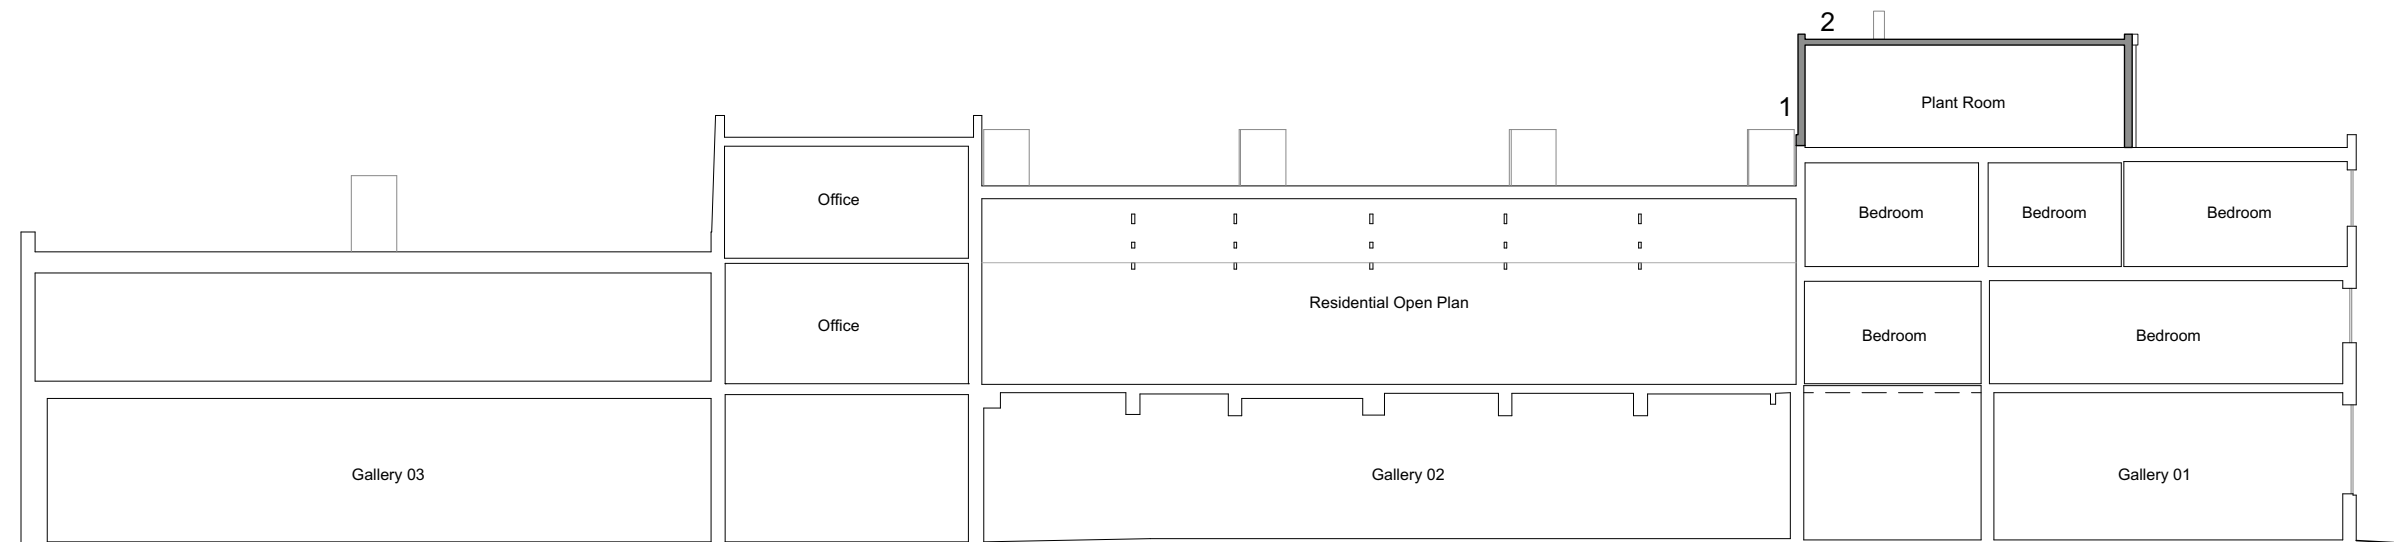 2
1
Plant Room
Office
Bedroom
Bedroom
Bedroom
Residential Open Plan
Office
Bedroom
Bedroom
Gallery 03
Gallery 02
Gallery 01